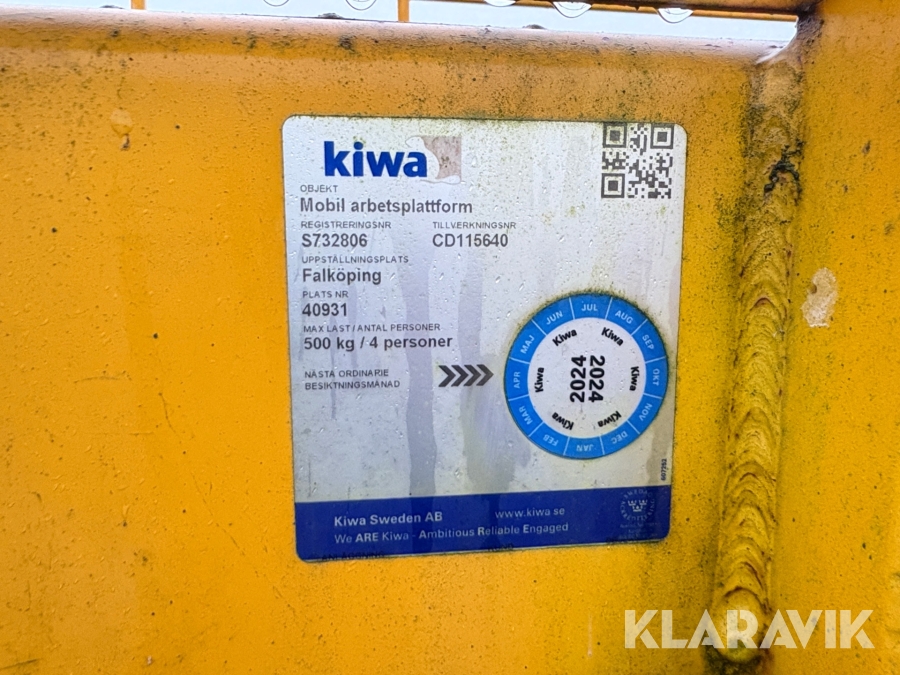 kiwa
OBJEKT
Mobil arbetsplattform
REGISTRERINGSNR TILLVERKNINGSNR
S732806 CD115640
UPPSTÄLLNINGSPLATS
Falköping
PLATS NR
40931
MAX LAST / ANTAL PERSONER
500 kg / 4 personer
NÄSTA ORDINARIE
BESIKTNINGSMÅNAD
JAN FEB MAR APR MAJ JUN JUL AUG SEP OKT NOV DEC
Kiwa Kiwa Kiwa Kiwa Kiwa Kiwa
2024
2024
Kiwa Sweden AB www.kiwa.se
We ARE Kiwa - Ambitious Reliable Engaged
KLARAVIK